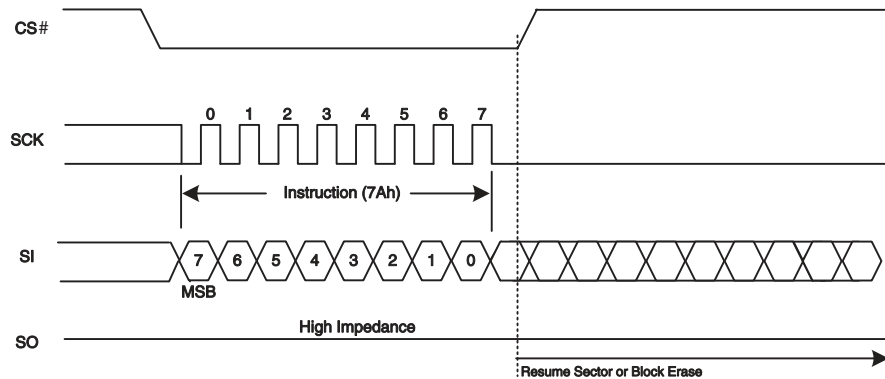 CS#
SCK
0 1 2 3 4 5 6 7
Instruction (7Ah)
SI
7 6 5 4 3 2 1 0
MSB
High Impedance
SO
Resume Sector or Block Erase